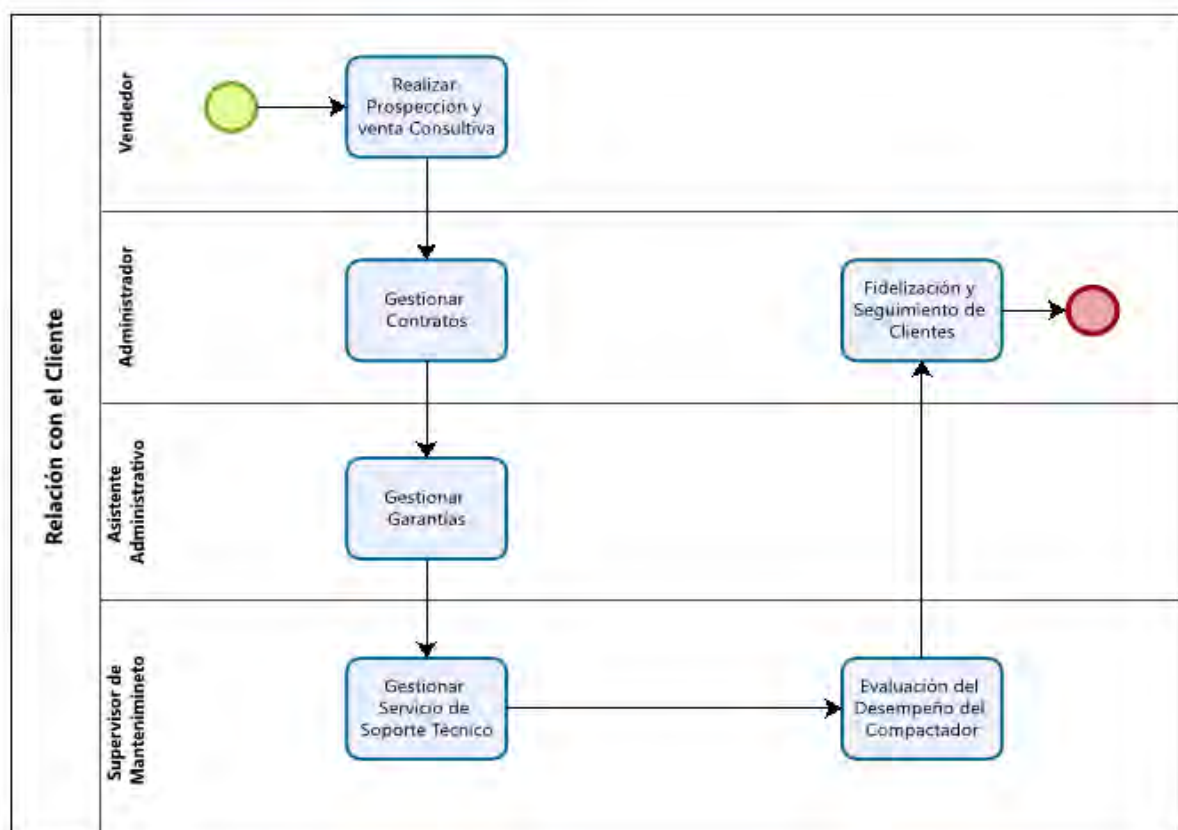 Relación con el Cliente
Vendedor
Realizar
Prospección y
venta Consultiva
Administrador
Gestionar
Contratos
Fidelización y
Seguimiento de
Clientes
Asistente
Administrativo
Gestionar
Garantías
Supervisor de
Mantenimineto
Gestionar
Servicio de
Soporte Técnico
Evaluación del
Desempeño del
Compactador